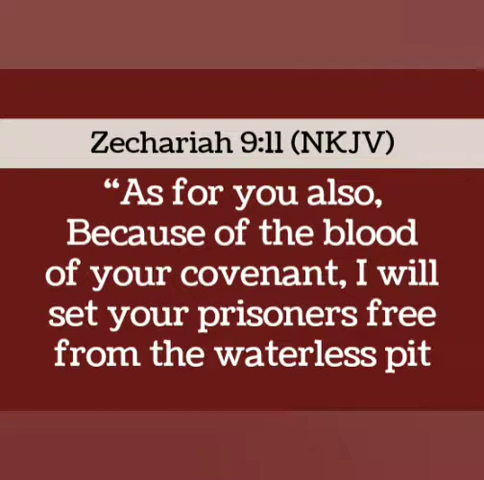 Zechariah 9:11 (NKJV)
“As for you also,
Because of the blood
of your covenant, I will
set your prisoners free
from the waterless pit